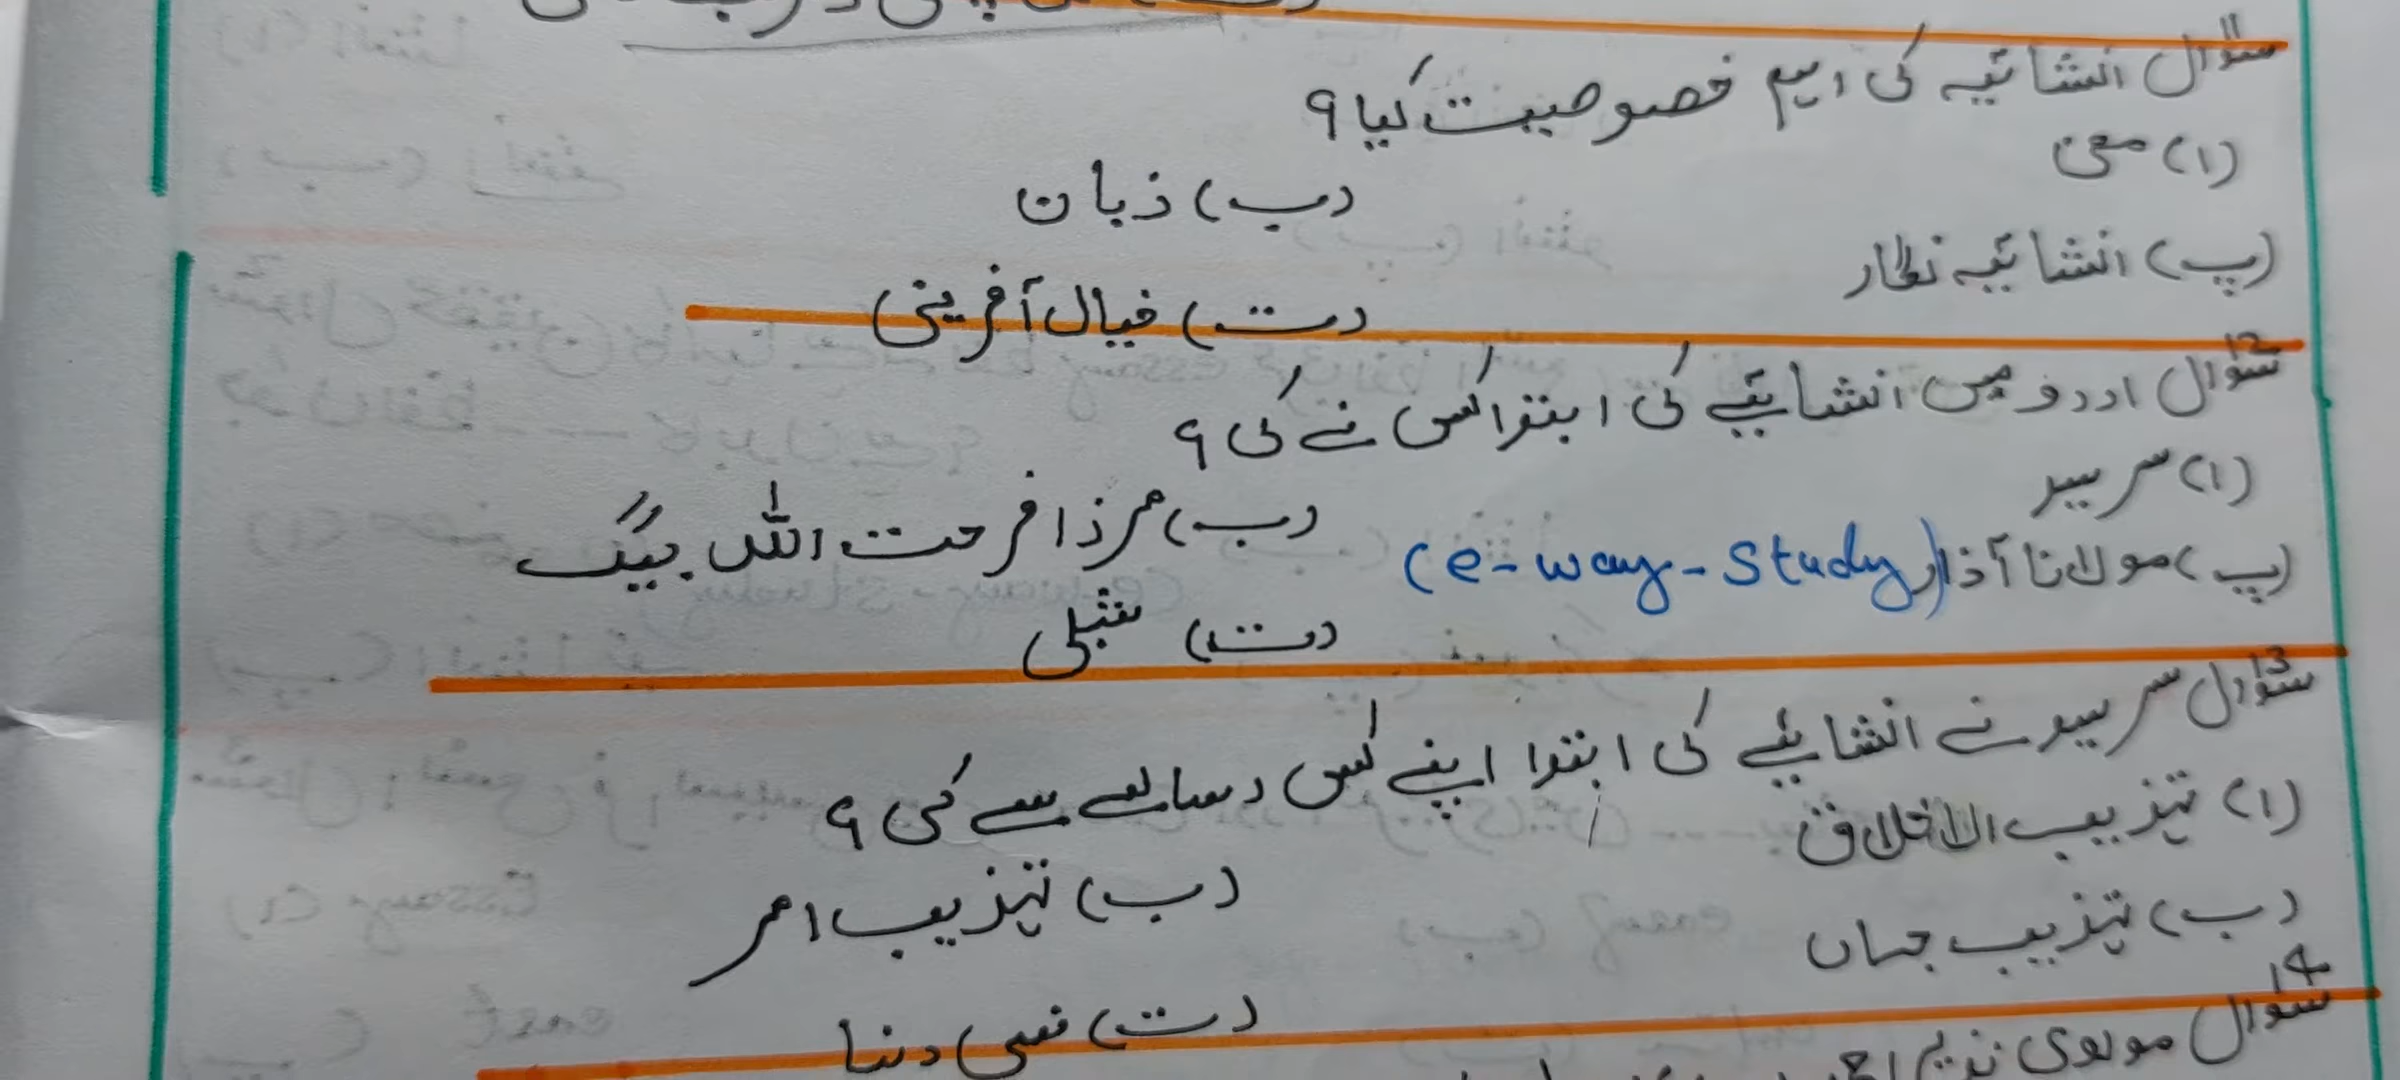 سوال 11 انشائیہ کی اہم خصوصیت کیا ؟
(ا) معنی
(ب) زبان
(پ) انشائیہ نگار
(ت) خیال آفرینی
سوال 12 اردو میں انشائیے کی ابتدا کس نے کی ؟
(ا) سرسید
(ب) مرزا فرحت اللہ بیگ
(پ) مولانا آزاد (e-way-Study)
(ت) شبلی
سوال 13 سرسید نے انشائیے کی ابتدا اپنے کس رسالے سے کی ؟
(ا) تہذیب الاخلاق
(ب) تہذیب امر
(ب) تہذیب جہاں
(ت) نئی دنیا
سوال 14 مولوی نذیر احمد